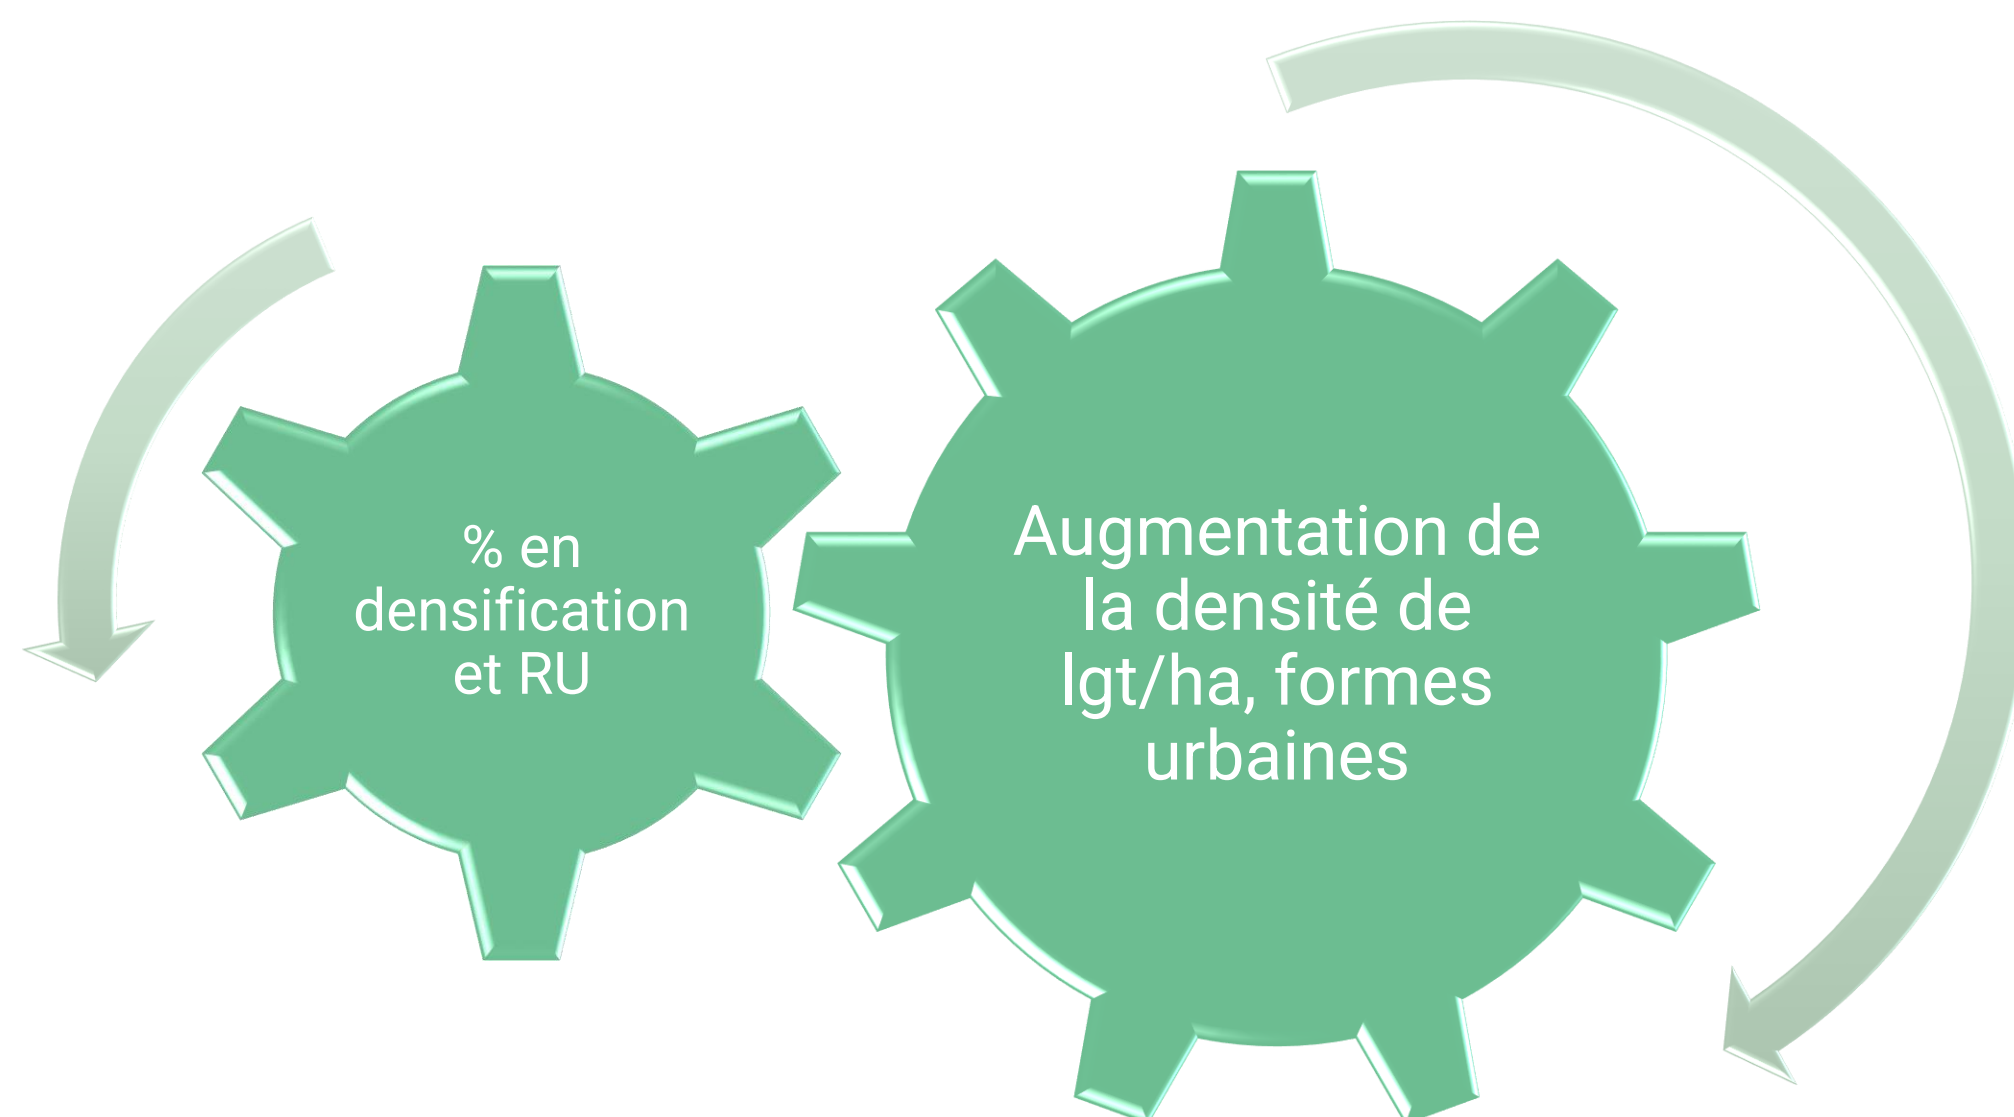 % en
densification
et RU
Augmentation de
la densité de
lgt/ha, formes
urbaines